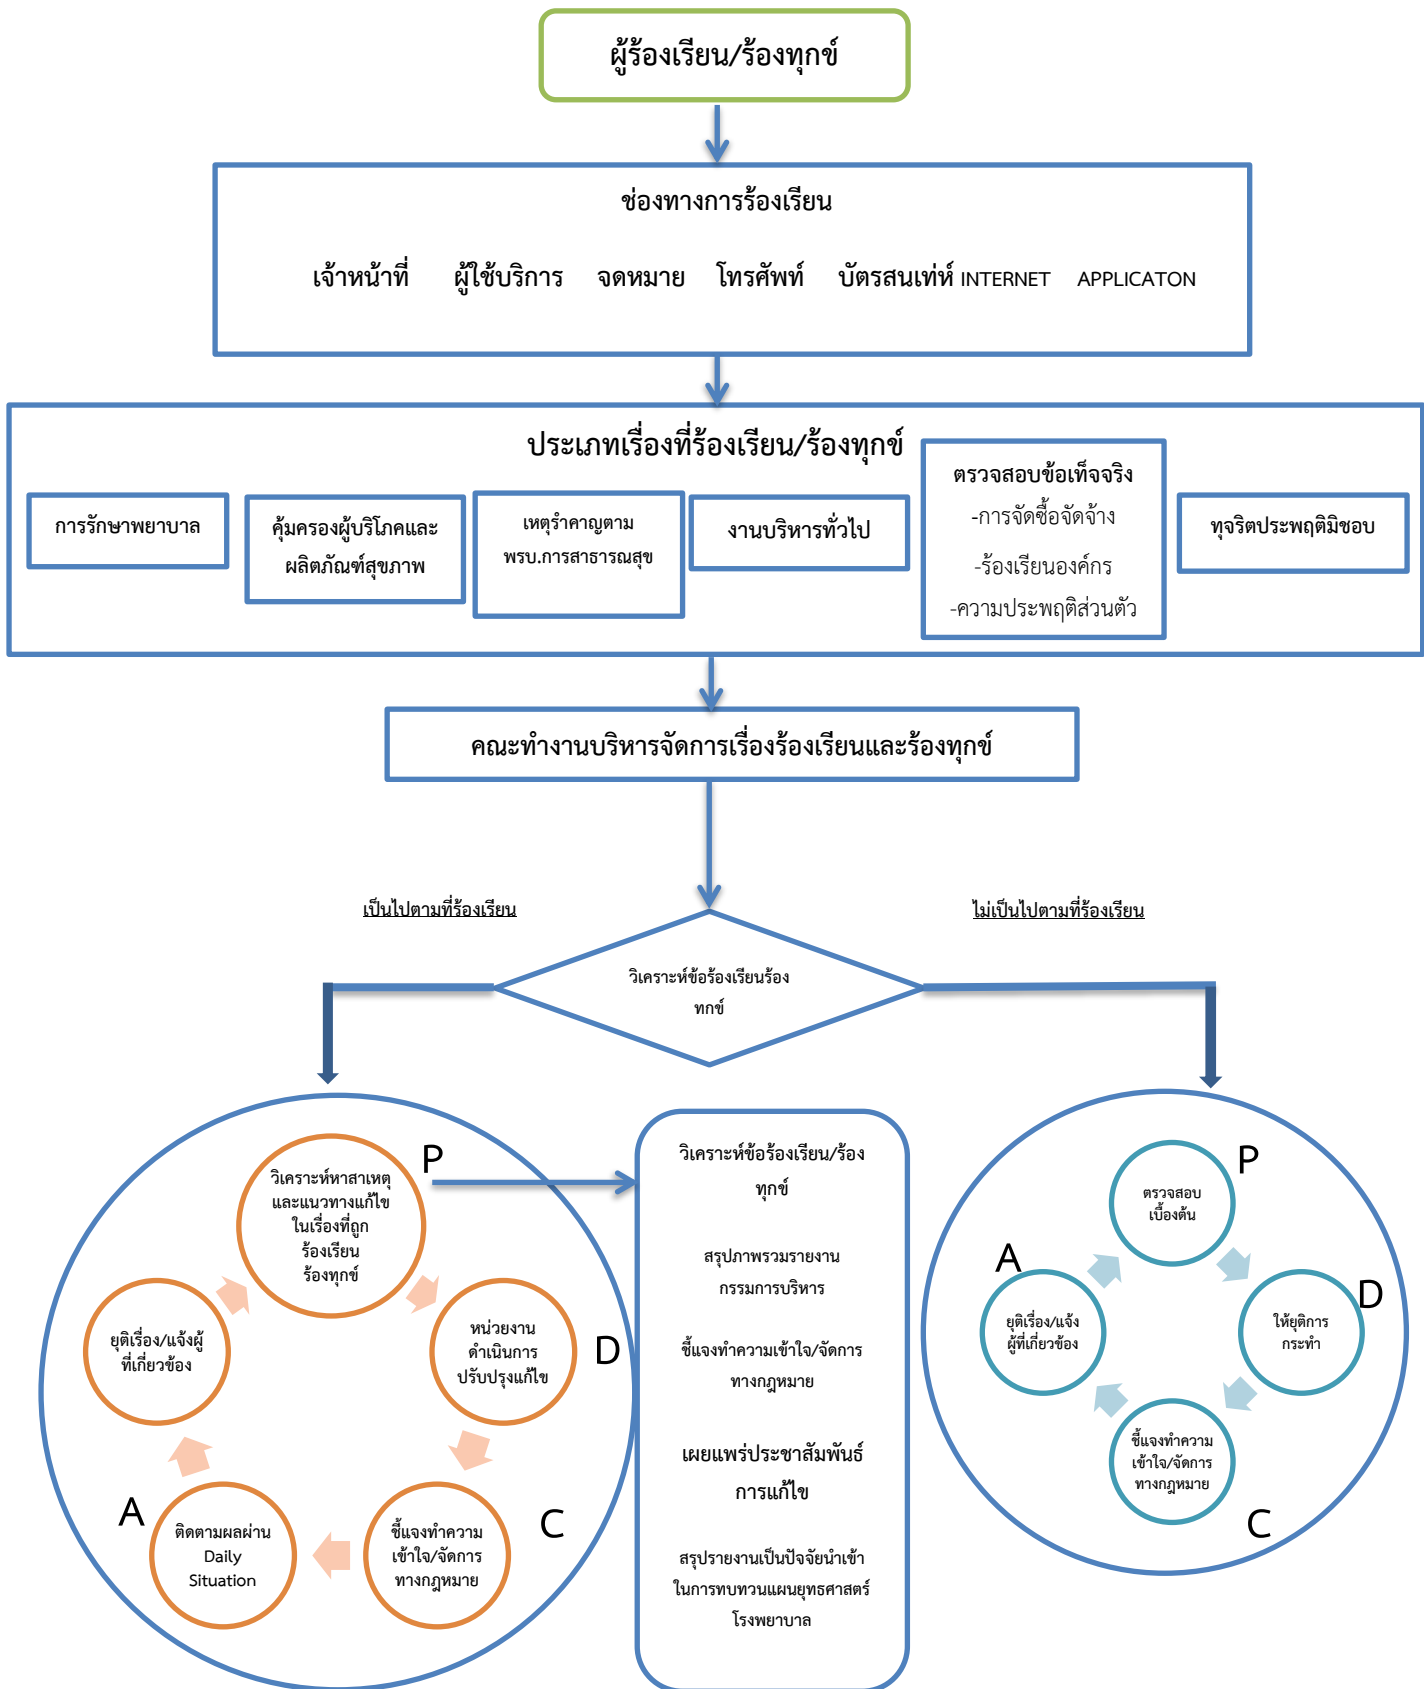 ผู้ร้องเรียน/ร้องทุกข์
ช่องทางการร้องเรียน
เจ้าหน้าที่ ผู้ใช้บริการ จดหมาย โทรศัพท์ บัตรสนเท่ห์ INTERNET APPLICATON
ประเภทเรื่องที่ร้องเรียน/ร้องทุกข์
การรักษาพยาบาล
คุ้มครองผู้บริโภคและ
ผลิตภัณฑ์สุขภาพ
เหตุรำคาญตาม
พรบ.การสาธารณสุข
งานบริหารทั่วไป
ตรวจสอบข้อเท็จจริง
-การจัดซื้อจัดจ้าง
-ร้องเรียนองค์กร
-ความประพฤติส่วนตัว
ทุจริตประพฤติมิชอบ
คณะทำงานบริหารจัดการเรื่องร้องเรียนและร้องทุกข์
เป็นไปตามที่ร้องเรียน
ไม่เป็นไปตามที่ร้องเรียน
วิเคราะห์ข้อร้องเรียนร้อง
ทกข์
P
วิเคราะห์หาสาเหตุ
และแนวทางแก้ไข
ในเรื่องที่ถูก
ร้องเรียน
ร้องทุกข์
D
หน่วยงาน
ดำเนินการ
ปรับปรุงแก้ไข
C
ชี้แจงทำความ
เข้าใจ/จัดการ
ทางกฎหมาย
A
ติดตามผลผ่าน
Daily
Situation
ยุติเรื่อง/แจ้งผู้
ที่เกี่ยวข้อง
วิเคราะห์ข้อร้องเรียน/ร้อง
ทุกข์
สรุปภาพรวมรายงาน
กรรมการบริหาร
ชี้แจงทำความเข้าใจ/จัดการ
ทางกฎหมาย
เผยแพร่ประชาสัมพันธ์
การแก้ไข
สรุปรายงานเป็นปัจจัยนำเข้า
ในการทบทวนแผนยุทธศาสตร์
โรงพยาบาล
P
ตรวจสอบ
เบื้องต้น
D
ให้ยุติการ
กระทำ
C
ชี้แจงทำความ
เข้าใจ/จัดการ
ทางกฎหมาย
A
ยุติเรื่อง/แจ้ง
ผู้ที่เกี่ยวข้อง